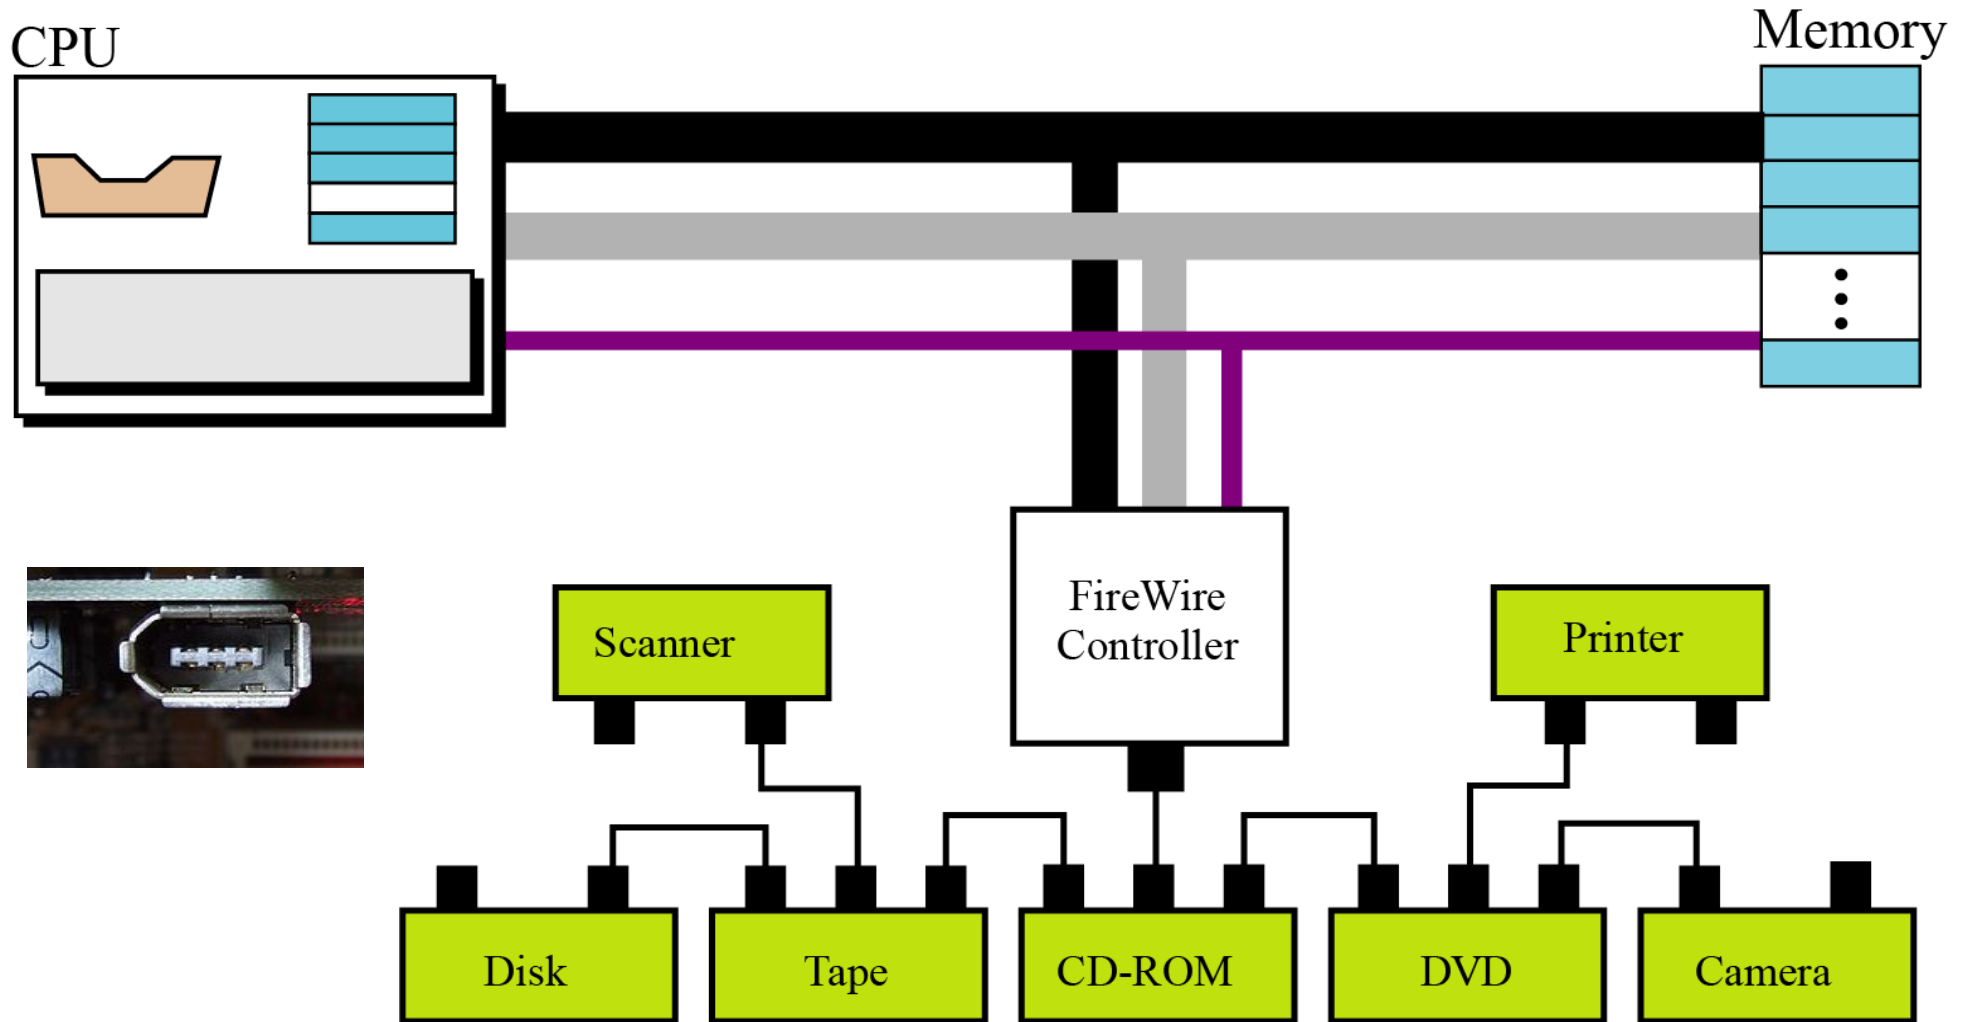 CPU
Memory
FireWire
Controller
Scanner
Printer
Disk
Tape
CD-ROM
DVD
Camera